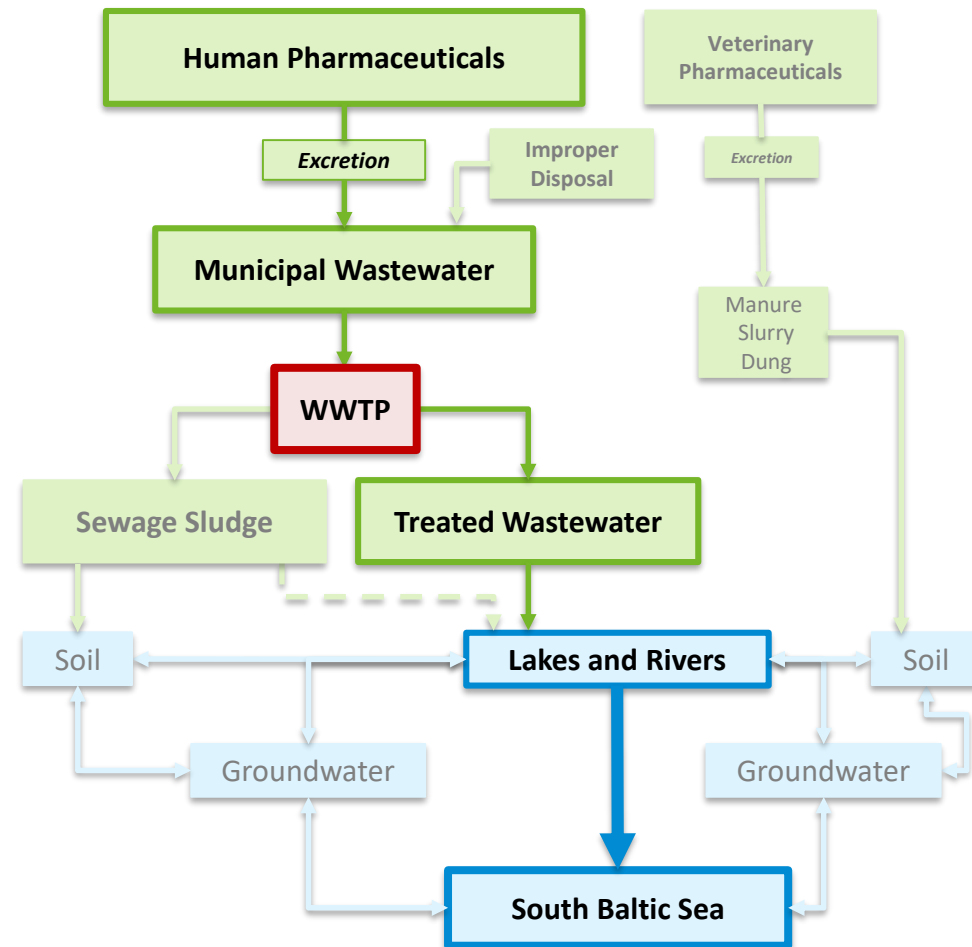 Human Pharmaceuticals
Veterinary
Pharmaceuticals
Excretion
Improper
Disposal
Excretion
Municipal Wastewater
Manure
Slurry
Dung
WWTP
Sewage Sludge
Treated Wastewater
Soil
Lakes and Rivers
Soil
Groundwater
Groundwater
South Baltic Sea